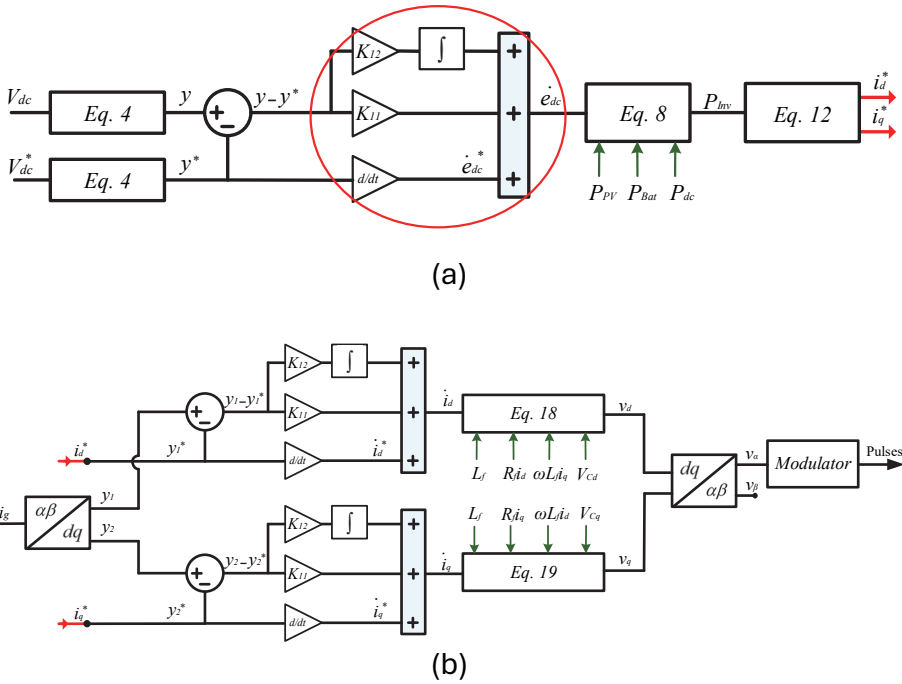 K₁₂ ∫ +
V_dc Eq. 4 y + − y−y* K₁₁ + ė_dc Eq. 8 P_Inv Eq. 12 i_d* i_q*
V_dc* Eq. 4 y* d/dt ė_dc* +
P_PV P_Bat P_dc
(a)
K₁₂ ∫ +
y₁−y₁* K₁₁ + i̇_d Eq. 18 v_d
+ −
i_d* y₁* d/dt i̇_d* +
L_f R_f i_d ωL_f i_q V_Cd
i_g αβ dq y₁ y₂
dq αβ v_α v_β Modulator Pulses
L_f R_f i_q ωL_f i_d V_Cq
K₁₂ ∫ +
+ − y₂−y₂* K₁₁ + i̇_q Eq. 19 v_q
i_q* y₂* d/dt i̇_q* +
(b)